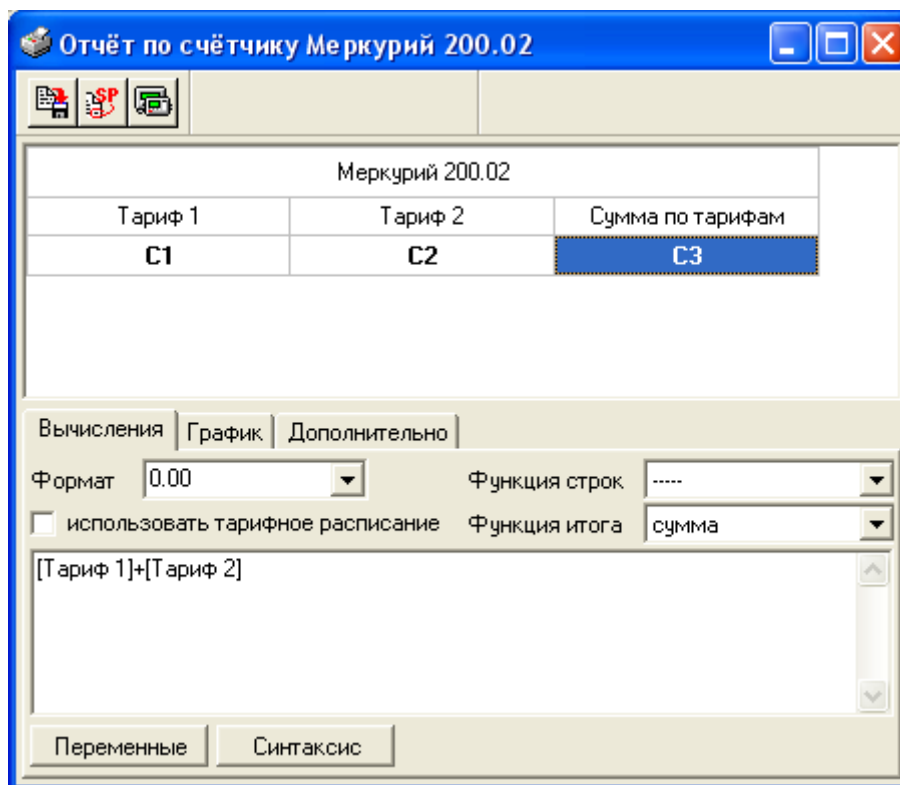 Отчёт по счётчику Меркурий 200.02
SP
Меркурий 200.02
Тариф 1 Тариф 2 Сумма по тарифам
C1 C2 C3
Вычисления График Дополнительно
Формат 0.00 Функция строк -----
использовать тарифное расписание Функция итога сумма
[Тариф 1]+[Тариф 2]
Переменные Синтаксис